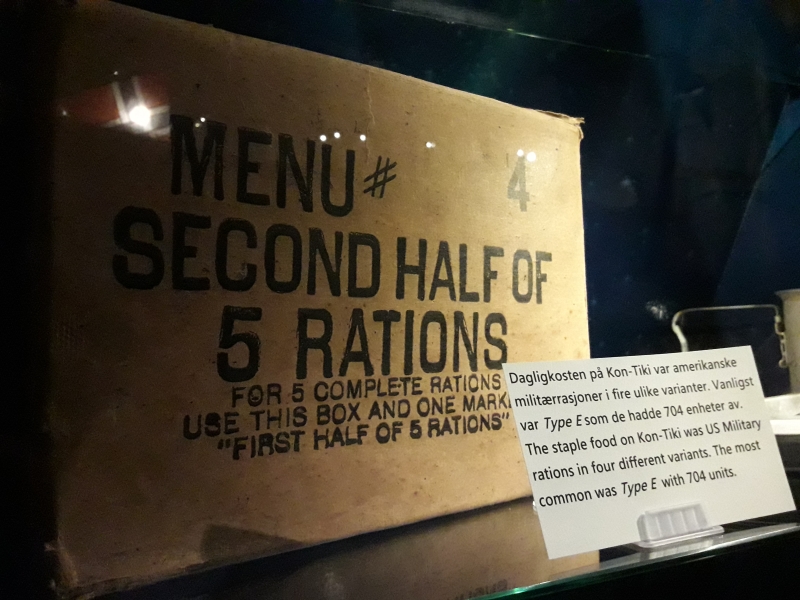 MENU # 4
SECOND HALF OF
5 RATIONS
FOR 5 COMPLETE RATIONS
USE THIS BOX AND ONE
"FIRST HALF OF 5 RATIONS"
Dagligkosten på Kon-Tiki var amerikanske
militærrasjoner i fire ulike varianter. Vanligst
var Type E som de hadde 704 enheter av.
The staple food on Kon-Tiki was US Military
rations in four different variants. The most
common was Type E with 704 units.